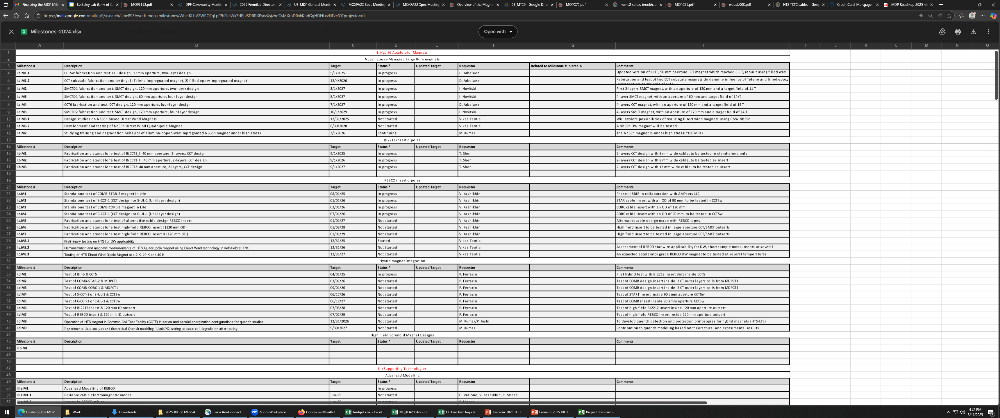 Finalizing the MDP Mile
Berkeley Lab (Univ of C
MOPL158.pdf
DPF Community Meetin
2025 Fermilab Director
US-MDP General Meeti
MQXFA22 Spec Meeting
MQXFA22 Spec Meeting
Overview of the Magne
03_MT29 - Google Driv
MOPC75.pdf
home2 suites brookhav
MOPC75.pdf
wepab003.pdf
HTS TSTC cables - Goog
Credit Card, Mortgage,
MDP Roadmap 2025-v
Milestones-2024.xlsx
Open with
A B C D E F G H I J K L M N O
1 I. Hybrid Accelerator Magnets
2 Nb3Sn Stress-Managed Large Bore magnets
3 Milestone # Description Target Status * Updated Target Requestor Related to Milestone # in area A Comments
4 I.a.M1.1 CCT5w fabrication and test: CCT design, 90 mm aperture, two-layer design 5/1/2025 In progress D. Arbelaez Updated version of CCT5, 90 mm paerture CCT magnet which reached 8.5 T, rebuilt using filled wax
5 I.a.M1.2 CCT subscale fabrication and testing: 1) Telene impregnated magnet, 2) filled epoxy impregnated magnet 12/4/2026 In progress D. Arbelaez Fabrication and test of two CCT subscale magnets do dermine influence of Telene and filled epoxy impregnation on training of CCTs
6 I.a.M2 SMCTD1 fabrication and test: SMCT design, 120 mm aperture, two-layer design 3/1/2027 In progress I. Novitski First 2-layers SMCT magnet, with an aperture of 120 mm and a target field of 11 T
7 I.a.M3 SMCTD1 fabrication and test: SMCT design, 60 mm aperture, four-layer design 5/1/2027 In progress I. Novitski 4-layer SMCT magnet, with an aperture of 60 mm and target field of 14+T
8 I.a.M4 CCT6 fabrication and test: CCT design, 120 mm aperture, four-layer design 7/1/2027 In progress D. Arbelaez 4-layers CCT magnet, with an aperture of 120 mm and a target field of 14 T
9 I.a.M5 SMCTD2 fabrication and test: SMCT design, 120 mm aperture, four-layer design 10/1/2029 In progress I. Novitski 4-layers SMCT magnet, with an aperture of 120 mm and a target field of 14 T
10 I.a.M6.1 Design studies on Nb3Sn based Direct Wind Magnets 12/31/2025 Not Started Vikas Teotia Will explore possibilities of realizing Direct wind magnets using R&W Nb3Sn
11 I.a.M6.2 Development and testing of Nb3Sn Direct Wind Quadrupole Magnet 6/30/2028 Not Started Vikas Teotia A Nb3Sn DW magnet will be tested
12 I.a.M7 Studying training and degradation behavior of alumina-doped-wax impregnated NB3Sn magnet under high stress 3/1/2026 Continuing M. Kumar The Nb3Sn magnet is under high stress(~190 MPa)
13 Bi2212 insert dipoles
14 Milestone # Description Target Status * Updated Target Requestor Comments
15 I.b.M1 Fabrication and standalone test of BiCCT1_I: 40 mm aperture, 2-layers, CCT design 9/1/2025 In progress T. Shen 2-layers CCT design with 8 mm wide cable, to be tested in stand-alone only
16 I.b.M2 Fabrication and standalone test of BiCCT1_II: 40 mm aperture, 2-layers, CCT design 9/1/2026 In progress T. Shen 2-layers CCT design with 8 mm wide cable, to be tested as insert
17 I.b.M3 Fabrication and standalone test of BiCCT2: 40 mm aperture, 2-layers, CCT design 9/1/2027 In progress T. Shen 2-layers CCT design with 12 mm wide cable, to be tested as insert
18
19 REBCO insert dipoles
20 Milestone # Description Target Status * Updated Target Requestor Comments
21 I.c.M1 Standalone test of COMB-STAR-2 magnet in LHe 08/01/25 In progress V. Kashikhin Phase-II SBIR in collaboration with AMPeers LLC
22 I.c.M2 Standalone test of S-CCT-1 (CCT design) or S-UL-1 (Uni-layer design) 01/01/26 In progress V. Kashikhin STAR cable insert with an OD of 90 mm, to be tested in CCT5w
23 I.c.M3 Standalone test of COMB-CORC-1 magnet in LHe 03/01/26 In progress V. Kashikhin CORC cable insert with an OD of 120 mm
24 I.c.M4 Standalone test of C-CCT-1 (CCT design) or C-UL-1 (Uni-layer design) 07/01/26 In progress V. Kashikhin CORC cable insert with an OD of 90 mm, to be tested in CCT5w
25 I.c.M5 Fabrication and standalone test of alternative cable design REBCO insert 01/01/27 Not started V. Kashikhin Alternativecable design made with REBCO tapes
26 I.c.M6 Fabrication and standalone test high-field REBCO insert I (120 mm OD) 01/03/28 Not started V. Kashikhin High field insert to be tested in large aperture CCT/SMCT outserts
27 I.c.M7 Fabrication and standalone test high-field REBCO insert II (120 mm OD) 01/01/29 Not started V. Kashikhin High field insert to be tested in large aperture CCT/SMCT outserts
28 I.c.M8.1 Preliminary testing on HTS for DW applicability 12/31/25 Started Vikas Teotia
29 I.c.M8.2 Demonstration and magnetic measurements of HTS Quadrupole magnet using Direct Wind technology in self-field at 77K 12/31/26 Not Started Vikas Teotia Assessment of REBCO star wire applicability for DW, short sample measureents at several
30 I.c.M8.3 Testing of HTS Direct Wind Dipole Magnet at 4.2 K, 20 K and 40 K 12/31/27 Not Started Vikas Teotia An expected accelerator grade REBCO DW magnet to be tested at several temperatures
31 Hybrid magnet integration
32 Milestone # Description Target Status * Updated Target Requestor Comments
33 I.d.M1 Test of Bin5 & CCT5 04/01/25 In progress P. Ferracin First hybrid test with Bi2212 insert Bin5 inside CCT5
34 I.d.M2 Test of COMB-STAR-2 & MDPCT1 03/01/26 Not started P. Ferracin Test of COMB design insert inside 2 CT outer layers coils from MDPCT1
35 I.d.M3 Test of COMB-CORC-1 & MDPCT1 09/01/26 Not started P. Ferracin Test of COMB design insert inside 2 CT outer layers coils from MDPCT1
36 I.d.M4 Test of S-CCT-1 or S-UL-1 & CCT5w 06/17/26 Not started P. Ferracin Test of START insert inside 90 amm aperture CCT5w
37 I.d.M5 Test of C-CCT-1 or C-UL-1 & CCT5w 06/17/27 Not started P. Ferracin Test of COMB insert inside 90 amm aperture CCT5w
38 I.d.M6 Test of Bi2212 insert & 120 mm ID outsert 07/03/28 Not started P. Ferracin Test of high-field Bi2212 insert inside 120 mm aperture outsert
39 I.d.M7 Test of REBCO insert & 120 mm ID outsert 07/02/29 Not started P. Ferracin Test of high-field REBCO insert inside 120 mm aperture outsert
40 I.d.M8 Operation of HTS magnet in Common Coil Test Facility (CCTF) in series and parallel energization configurations for quench studies 12/31/2026 Not Started M. Kumar/P. Joshi To develop quench detection and protection philosopies for hybrid magnets (HTS-LTS)
41 I.d.M9 Experimental data analysis and theoretical Quench modeling. Liquid N2 testing to assess coil degradation after testing 9/30/2027 Not Started M. Kumar Contribution to quench modeling based on theorectucal and experimental results
42 High Field Solenoid Magnet Designs
43 Milestone # Description Target Status * Updated Target Requestor Comments
44 II.b.M1
45
46
47 III: Supporting Technologies
48 Advanced Modeling
49 Milestone # Description Target Status * Updated Target Requestor Comments
50 III.a.M1 Advanced Modeling of REBCO In progress
51 III.a.M1.1 Reliable cable electromagnetic model Jun-25 Not started G. Vallone, V. Kashikhin, C. Messe
52
Finalizing the MDP ...
Work
Downloads
2025_08_12_MDP-A...
Cisco AnyConnect ...
Zoom Workplace
Google — Mozilla F...
budget.xlsx - Excel
MQXFA20.xlsx - Ex...
CCT5w_test_log.xls...
Ferracin_2025_08_1...
Ferracin_2025_08_1...
Project Standard - ...
4:24 PM
8/11/2025